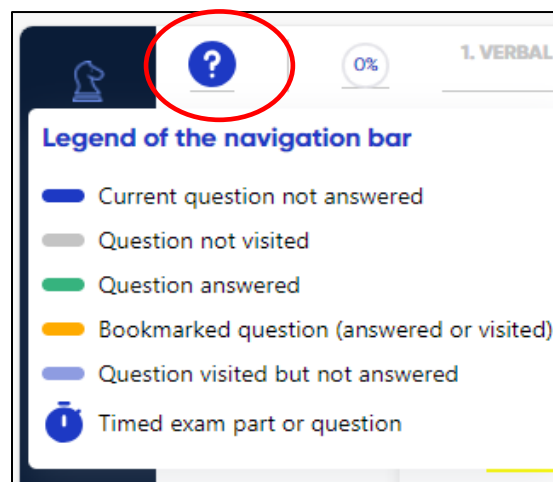 ?
0%
1. VERBAL
Legend of the navigation bar
Current question not answered
Question not visited
Question answered
Bookmarked question (answered or visited)
Question visited but not answered
Timed exam part or question